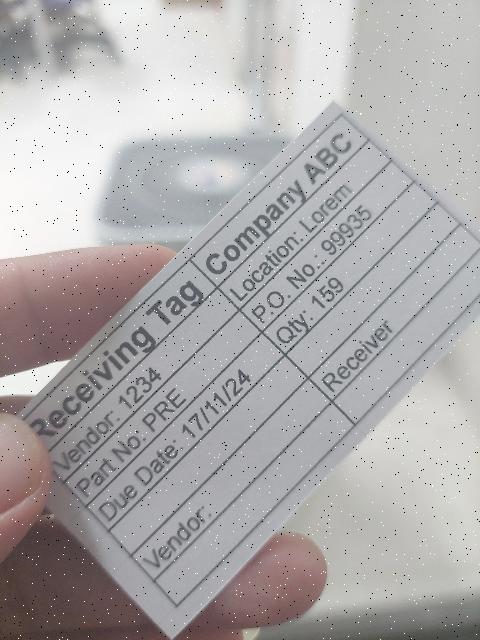 Receiving Tag Company ABC
Vendor: 1234 Location: Lorem
Part No: PRE P.O. No.: 99935
Due Date: 17/11/24 Qty: 159
Vendor: Receiver